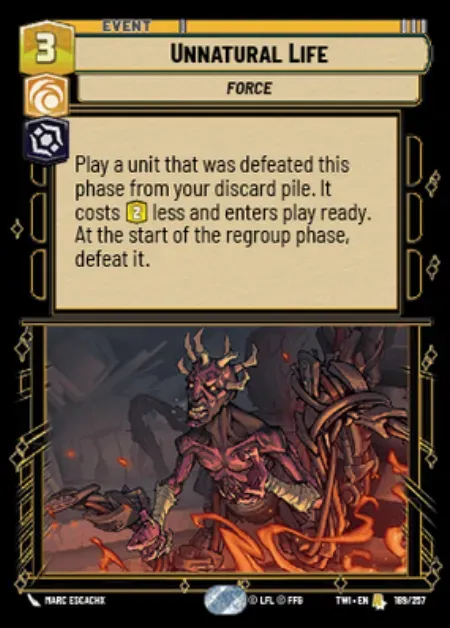 EVENT
3
UNNATURAL LIFE
FORCE
Play a unit that was defeated this
phase from your discard pile. It
costs 2 less and enters play ready.
At the start of the regroup phase,
defeat it.
MARC ESCACHX
© LFL © FFG
TWI • EN
189/257